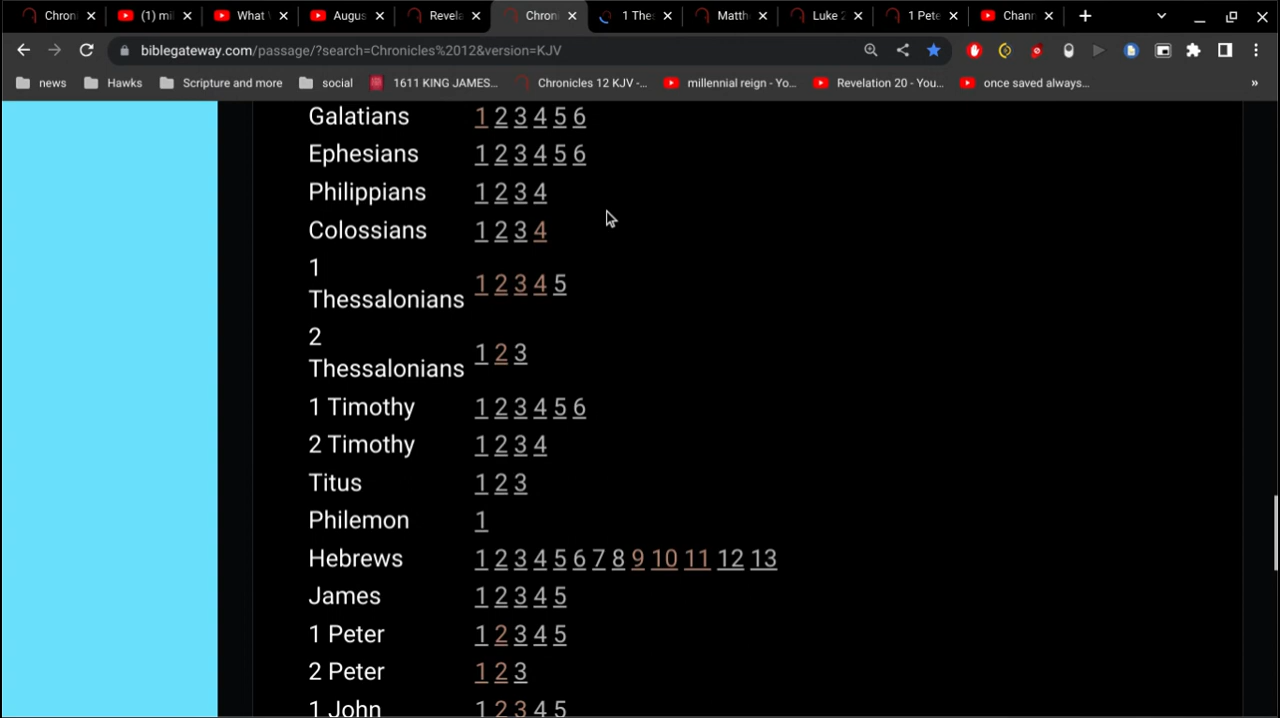 Chroni
(1) mi
What \
Augus
Revela
Chron
1 Thes
Matth
Luke 2
1 Pete
Chann
biblegateway.com/passage/?search=Chronicles%2012&version=KJV
news
Hawks
Scripture and more
social
1611 KING JAMES...
Chronicles 12 KJV -...
millennial reign - Yo...
Revelation 20 - You...
once saved always...
»
Galatians 1 2 3 4 5 6
Ephesians 1 2 3 4 5 6
Philippians 1 2 3 4
Colossians 1 2 3 4
1
Thessalonians 1 2 3 4 5
2
Thessalonians 1 2 3
1 Timothy 1 2 3 4 5 6
2 Timothy 1 2 3 4
Titus 1 2 3
Philemon 1
Hebrews 1 2 3 4 5 6 7 8 9 10 11 12 13
James 1 2 3 4 5
1 Peter 1 2 3 4 5
2 Peter 1 2 3
1 John 1 2 3 4 5